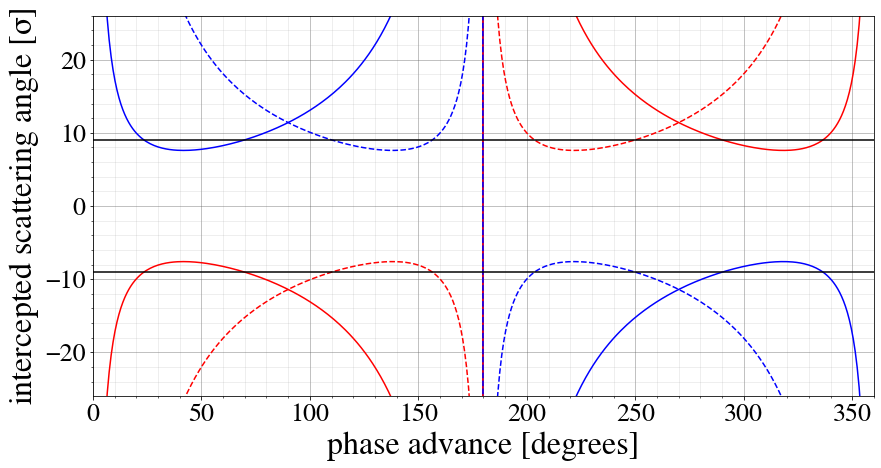 intercepted scattering angle [σ]
20
10
0
−10
−20
0 50 100 150 200 250 300 350
phase advance [degrees]